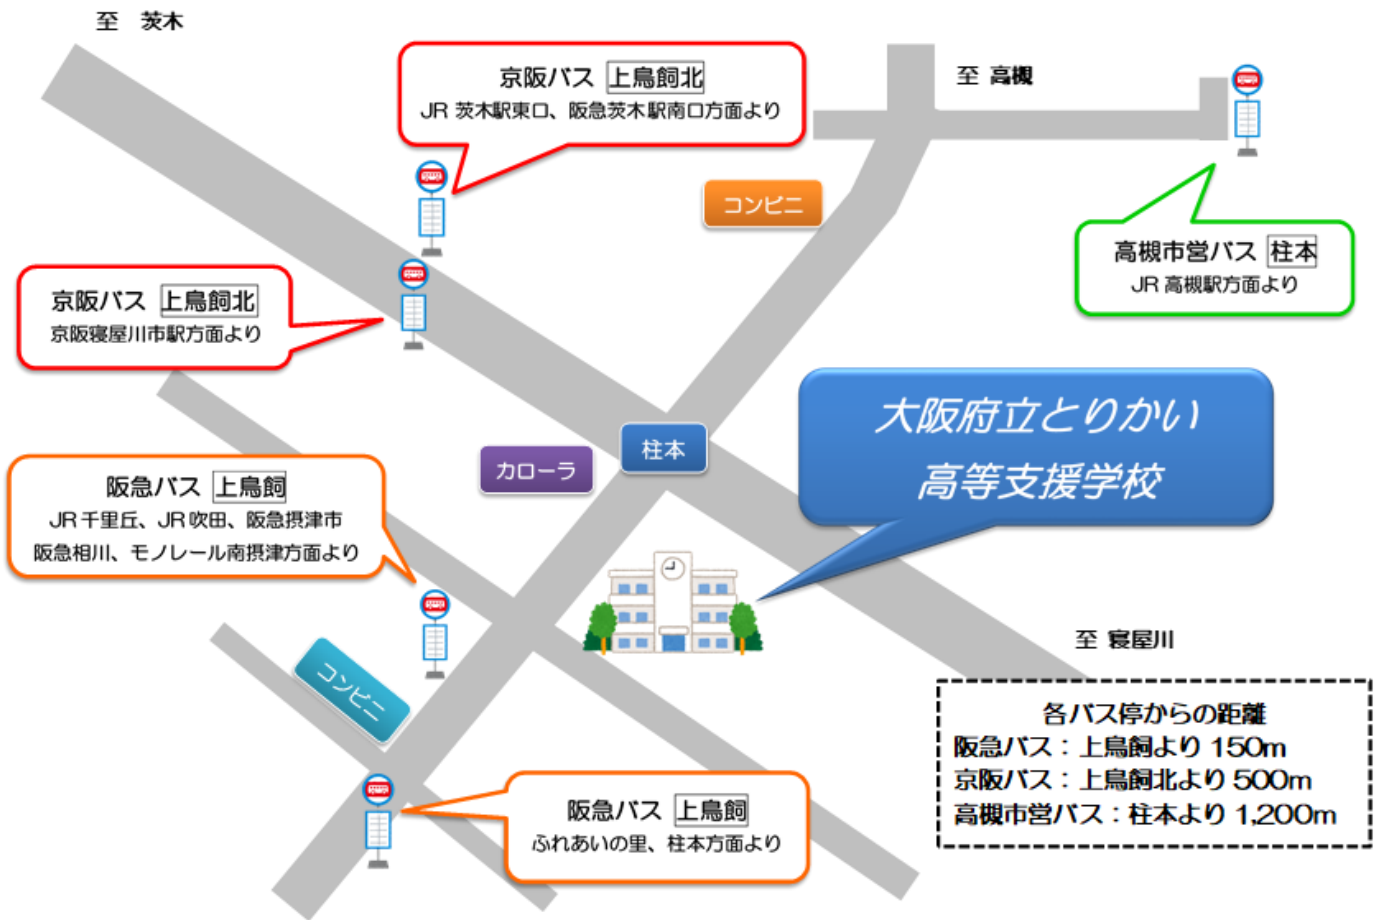 至 茨木
京阪バス 上鳥飼北
JR 茨木駅東口、阪急茨木駅南口方面より
至 高槻
コンビニ
高槻市営バス 柱本
JR 高槻駅方面より
京阪バス 上鳥飼北
京阪寝屋川市駅方面より
大阪府立とりかい
高等支援学校
柱本
カローラ
阪急バス 上鳥飼
JR 千里丘、JR 吹田、阪急摂津市
阪急相川、モノレール南摂津方面より
至 寝屋川
コンビニ
各バス停からの距離
阪急バス：上鳥飼より 150m
京阪バス：上鳥飼北より 500m
高槻市営バス：柱本より 1,200m
阪急バス 上鳥飼
ふれあいの里、柱本方面より